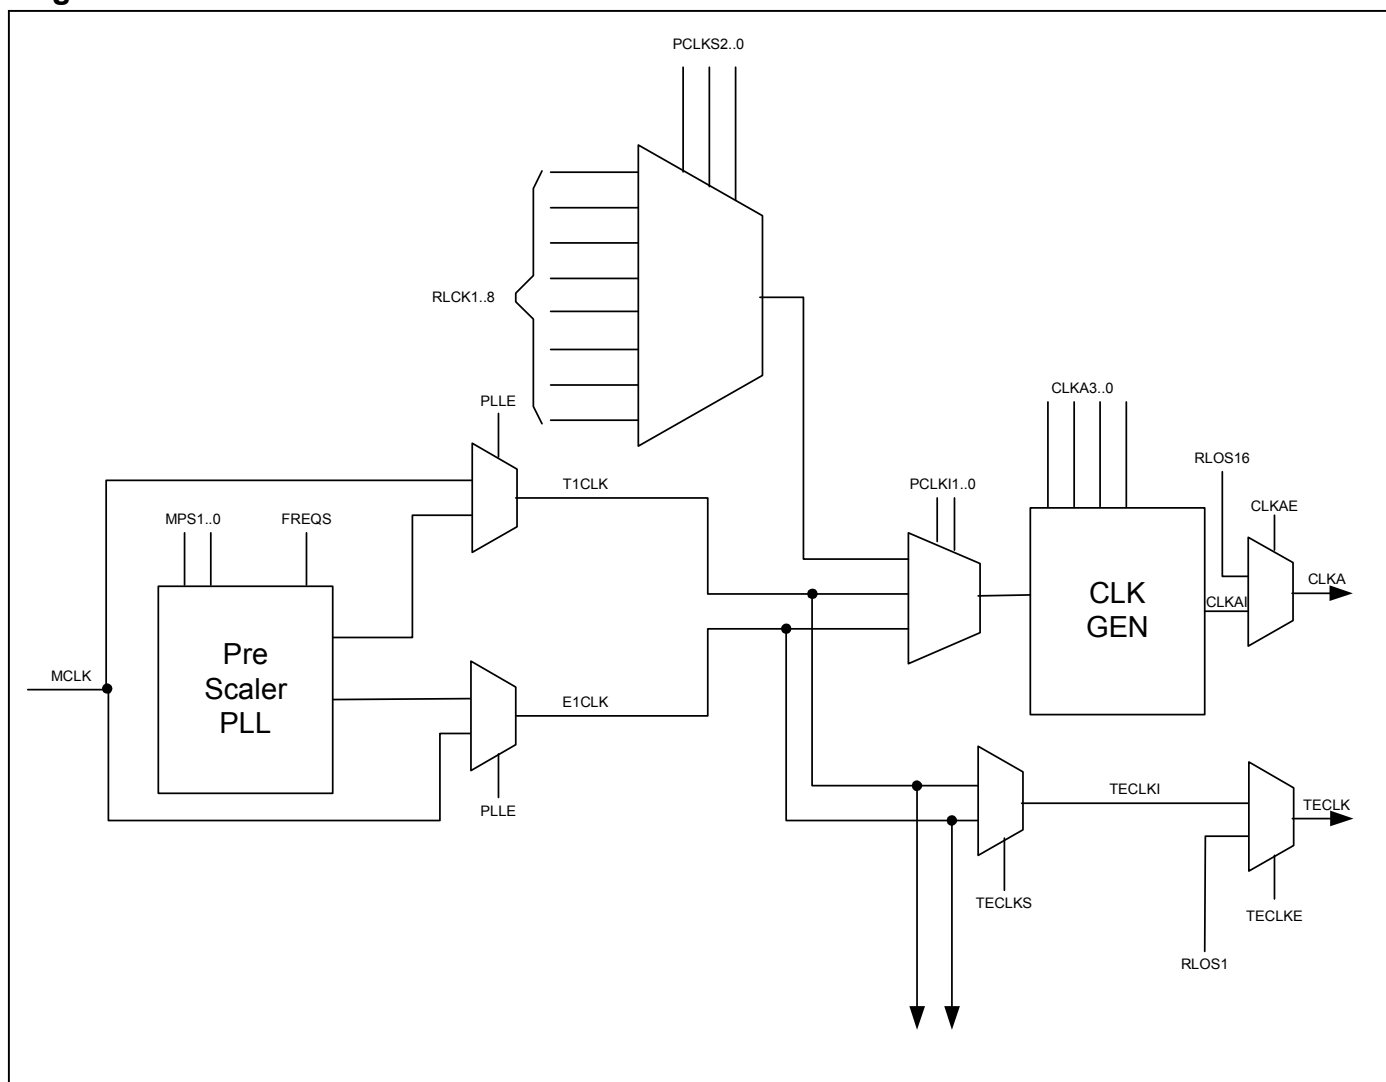 PCLKS2..0
RLCK1..8
PLLE
CLKA3..0
RLOS16
T1CLK
PCLKI1..0
CLKAE
MPS1..0
FREQS
CLKA
CLK
GEN
CLKAI
Pre
Scaler
PLL
MCLK
E1CLK
TECLKI
TECLK
PLLE
TECLKS
TECLKE
RLOS1